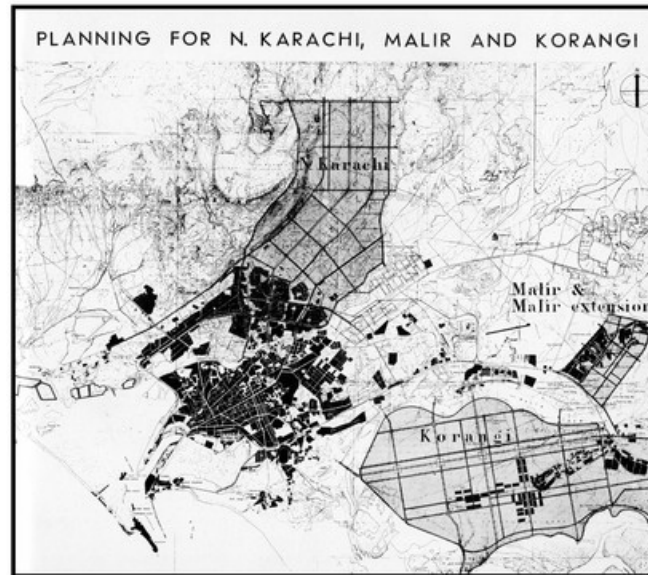 PLANNING FOR N. KARACHI, MALIR AND KORANGI
N Karachi
Malir &
Malir extension
Korangi